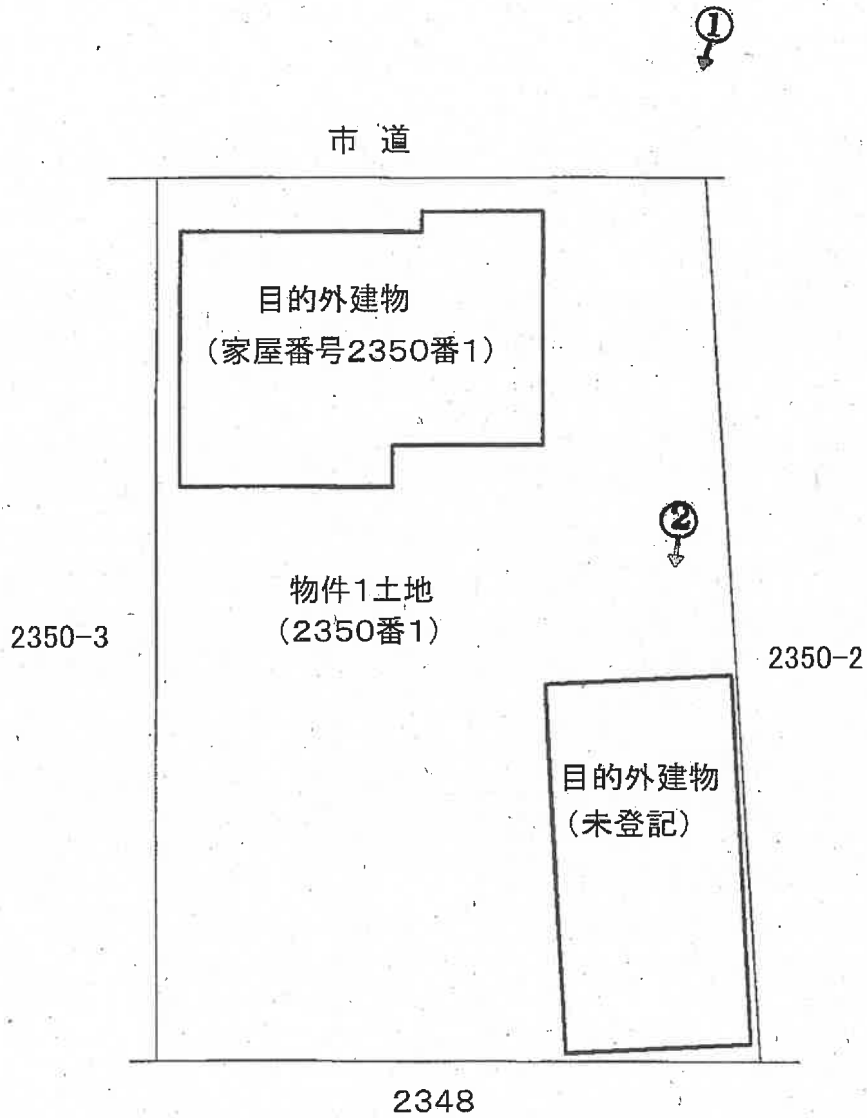 ①
市道
目的外建物
(家屋番号2350番1)
②
物件1土地
(2350番1)
2350-3
2350-2
目的外建物
(未登記)
2348